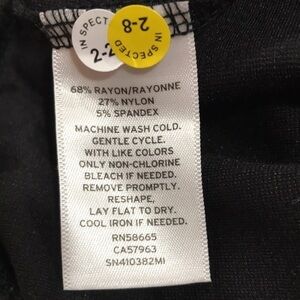 INSPECT
2-2
2-8
INSPECTED
68% RAYON/RAYONNE
27% NYLON
5% SPANDEX
MACHINE WASH COLD.
GENTLE CYCLE.
WITH LIKE COLORS
ONLY NON-CHLORINE
BLEACH IF NEEDED.
REMOVE PROMPTLY.
RESHAPE,
LAY FLAT TO DRY.
COOL IRON IF NEEDED.
RN58665
CA57963
SN410382MI